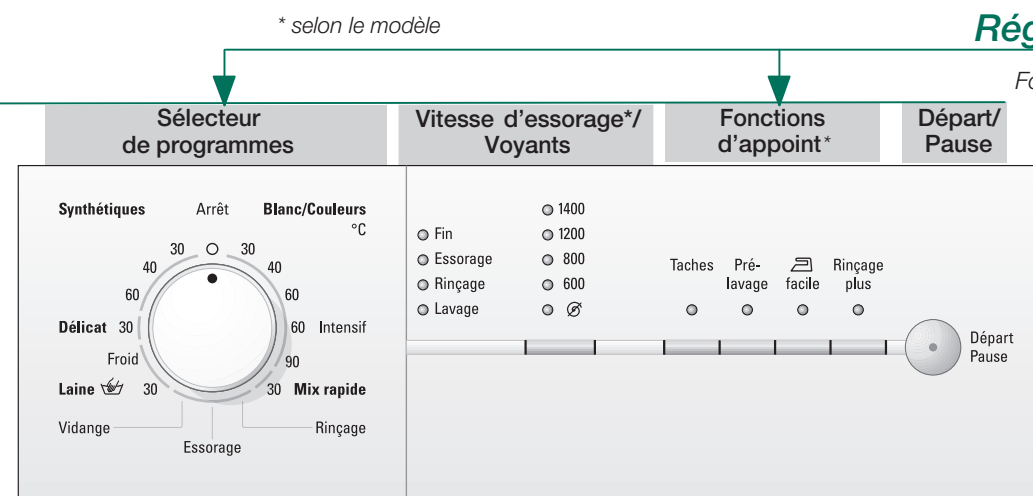 * selon le modèle
Rég
Fo
Sélecteur
de programmes
Vitesse d'essorage*/
Voyants
Fonctions
d'appoint*
Départ/
Pause
Synthétiques
Arrêt
Blanc/Couleurs
°C
30
30
40
40
60
60
Délicat 30
60 Intensif
Froid
90
Laine 30
30 Mix rapide
Vidange
Rinçage
Essorage
Fin
Essorage
Rinçage
Lavage
1400
1200
800
600
Taches
Pré-
lavage
facile
Rinçage
plus
Départ
Pause